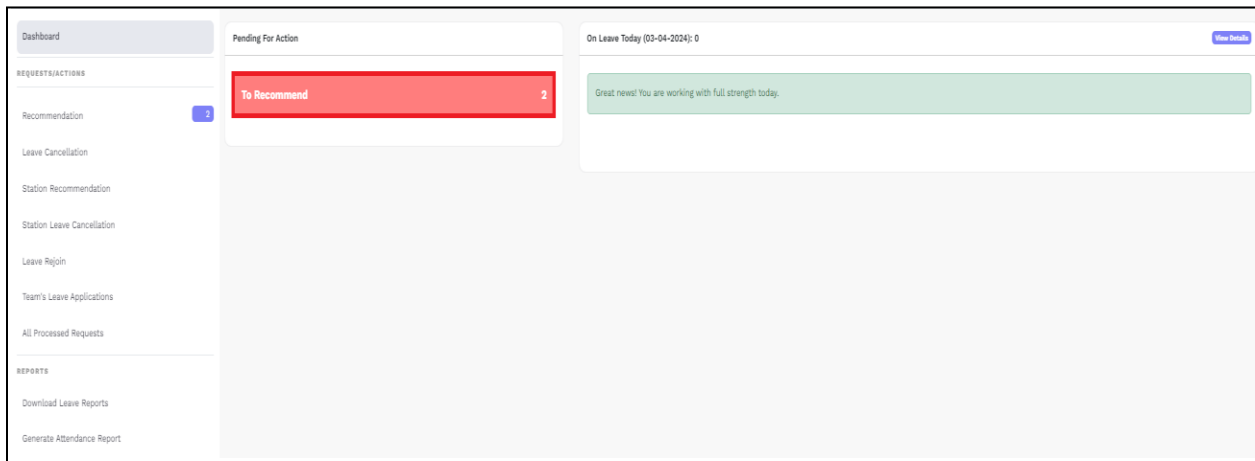 Dashboard
REQUESTS/ACTIONS
Recommendation 2
Leave Cancellation
Station Recommendation
Station Leave Cancellation
Leave Rejoin
Team's Leave Applications
All Processed Requests
REPORTS
Download Leave Reports
Generate Attendance Report
Pending For Action
To Recommend 2
On Leave Today (03-04-2024): 0 View Details
Great news! You are working with full strength today.